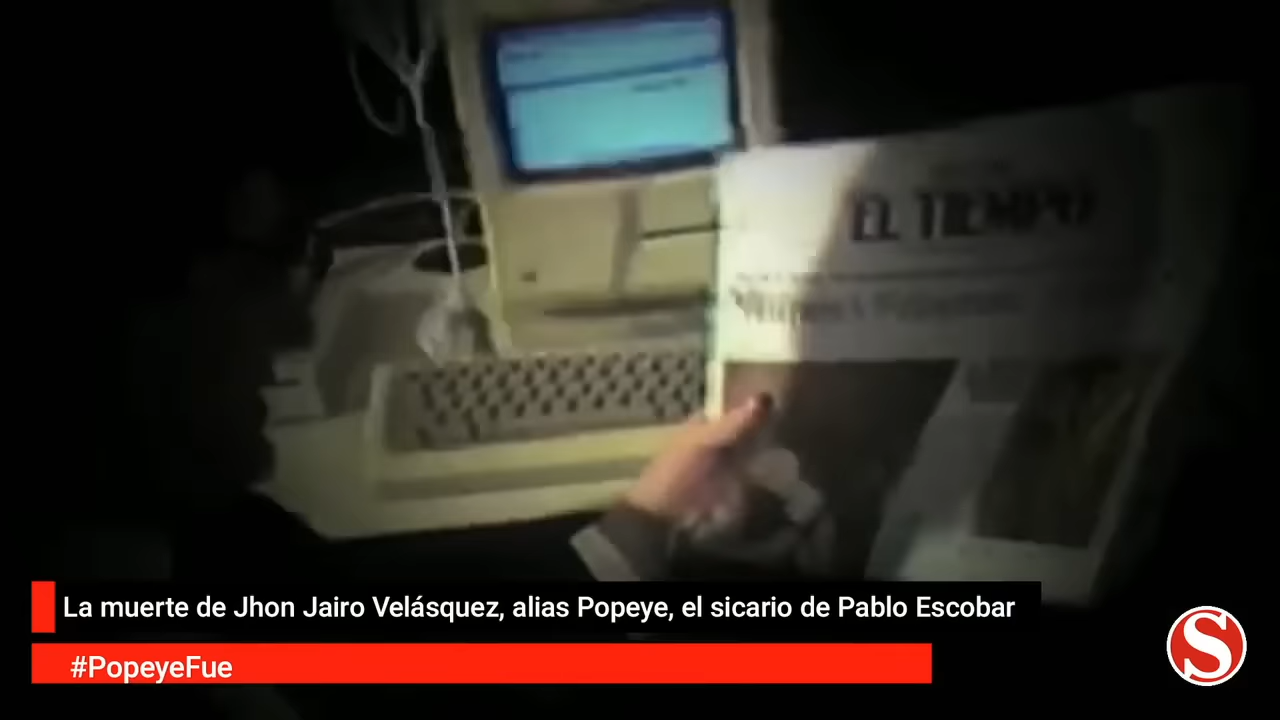 EL TIEMPO
La muerte de Jhon Jairo Velásquez, alias Popeye, el sicario de Pablo Escobar
#PopeyeFue
S